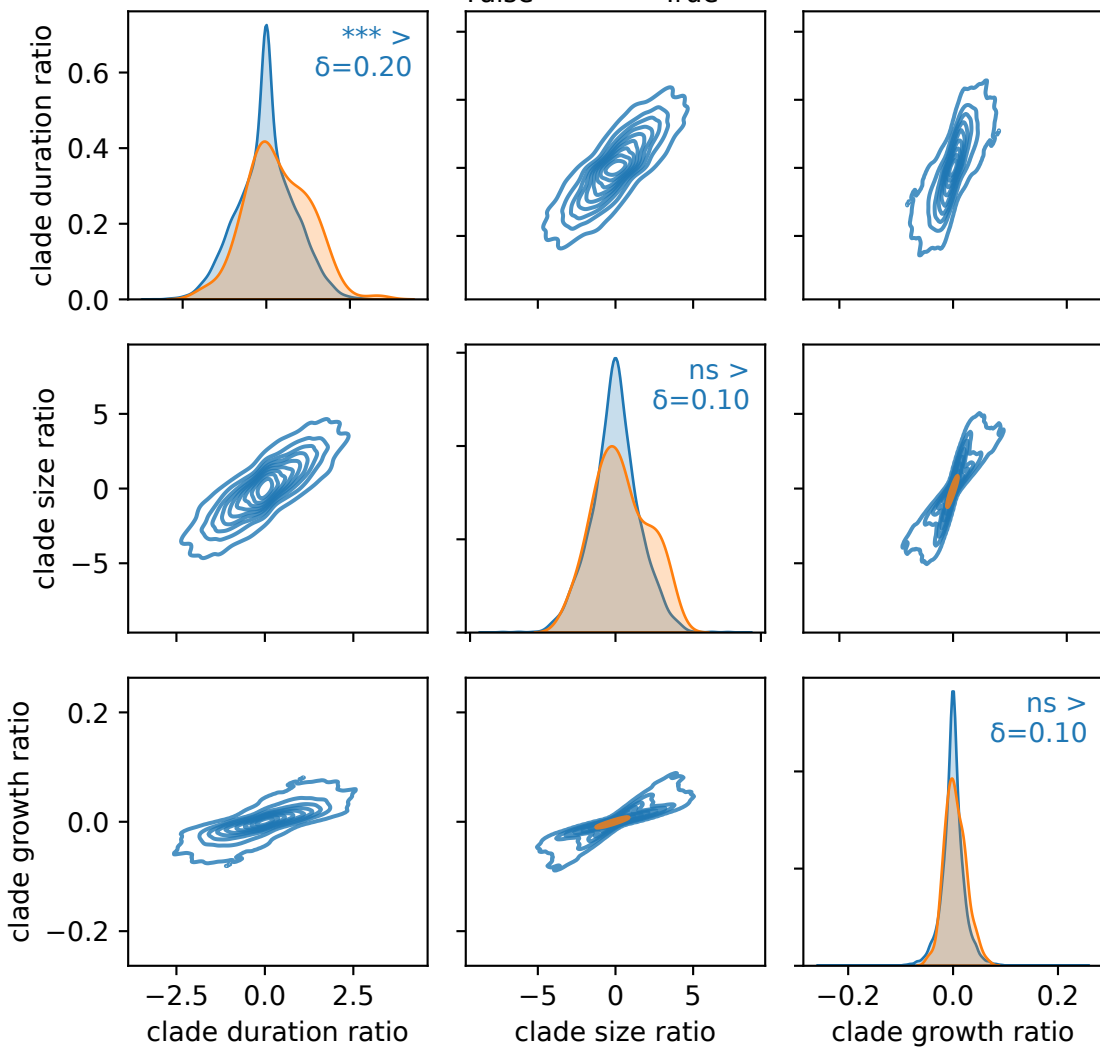 True
clade duration ratio
0.6
0.4
0.2
0.0
*** >
δ=0.20
clade size ratio
5
0
−5
ns >
δ=0.10
clade growth ratio
0.2
0.0
−0.2
ns >
δ=0.10
−2.5 0.0 2.5
−5 0 5
−0.2 0.0 0.2
clade duration ratio
clade size ratio
clade growth ratio